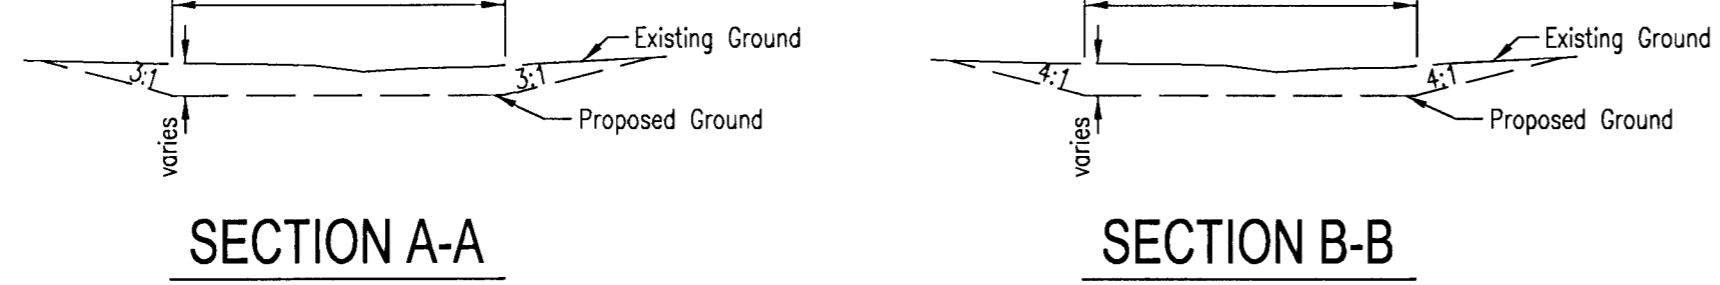 Existing Ground
3:1
3:1
Proposed Ground
varies
SECTION A-A
Existing Ground
4:1
4:1
Proposed Ground
varies
SECTION B-B